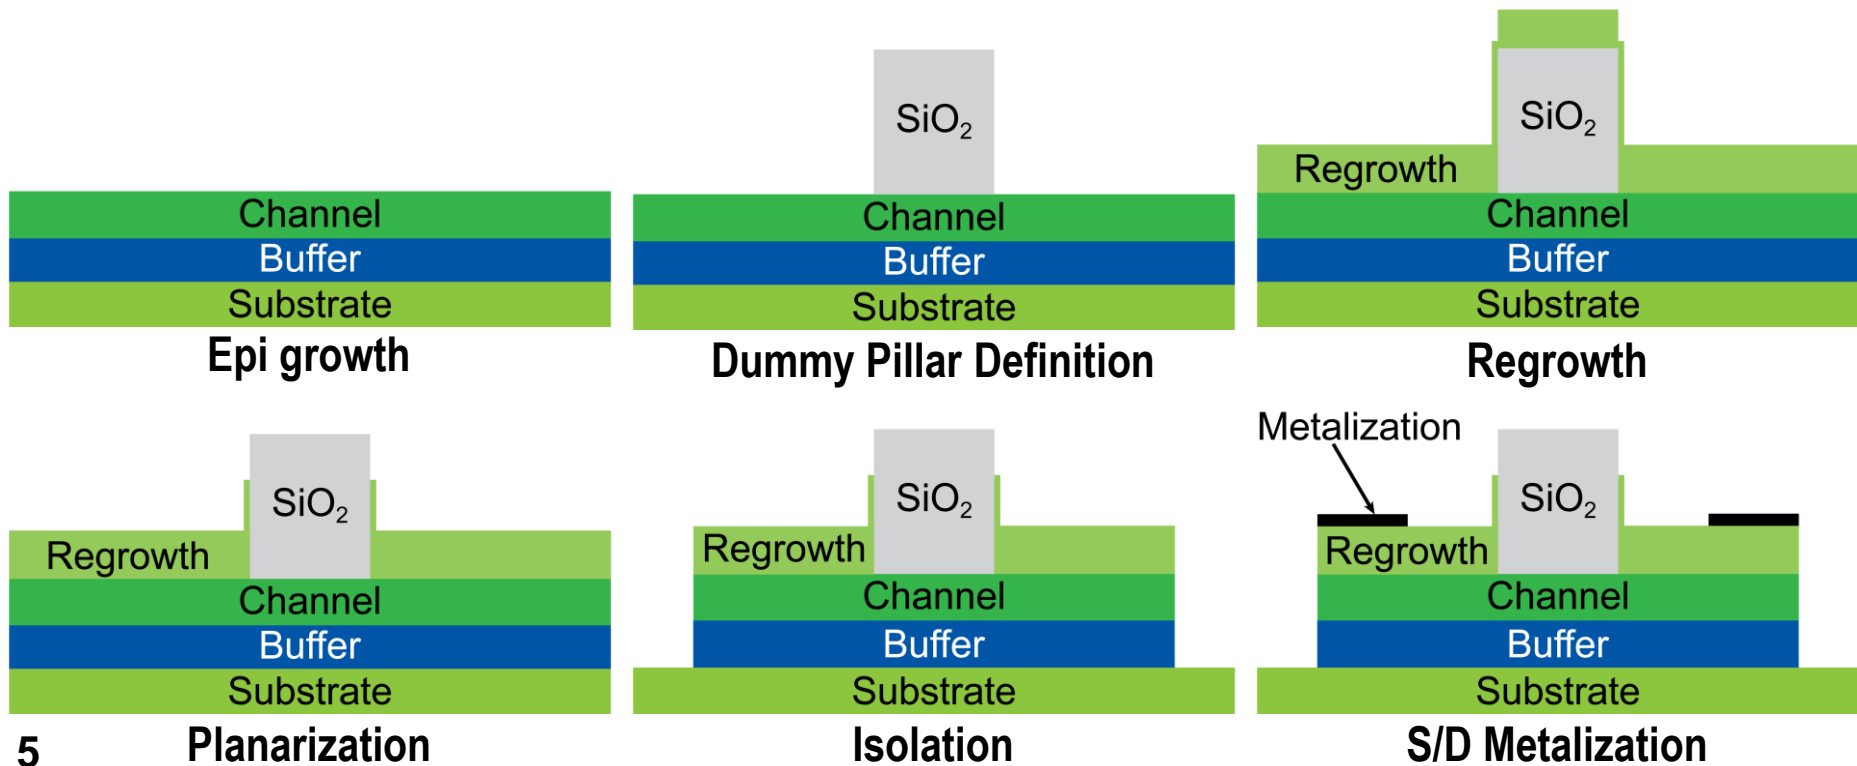 Channel
Buffer
Substrate
Epi growth
SiO₂
Channel
Buffer
Substrate
Dummy Pillar Definition
SiO₂
Regrowth
Channel
Buffer
Substrate
Regrowth
SiO₂
Regrowth
Channel
Buffer
Substrate
Planarization
SiO₂
Regrowth
Channel
Buffer
Substrate
Isolation
Metalization
SiO₂
Regrowth
Channel
Buffer
Substrate
S/D Metalization
5